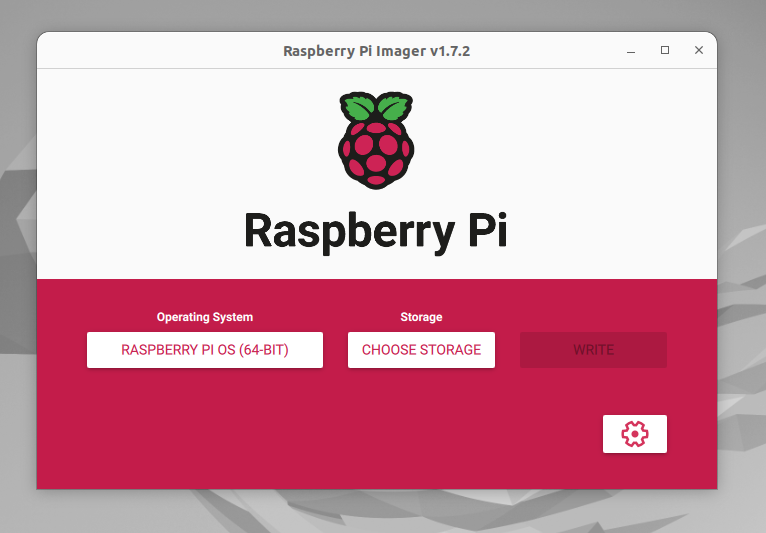 Raspberry Pi Imager v1.7.2
Raspberry Pi
Operating System
Storage
RASPBERRY PI OS (64-BIT)
CHOOSE STORAGE
WRITE